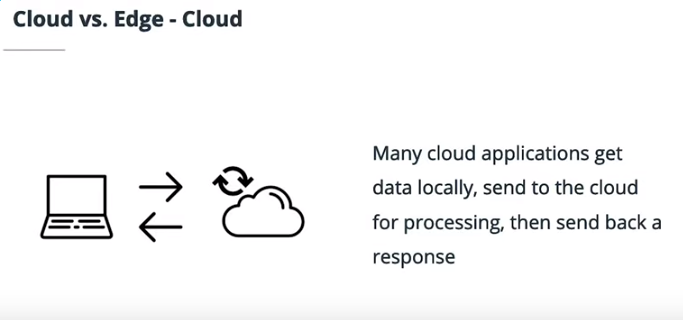 Cloud vs. Edge - Cloud
Many cloud applications get
data locally, send to the cloud
for processing, then send back a
response